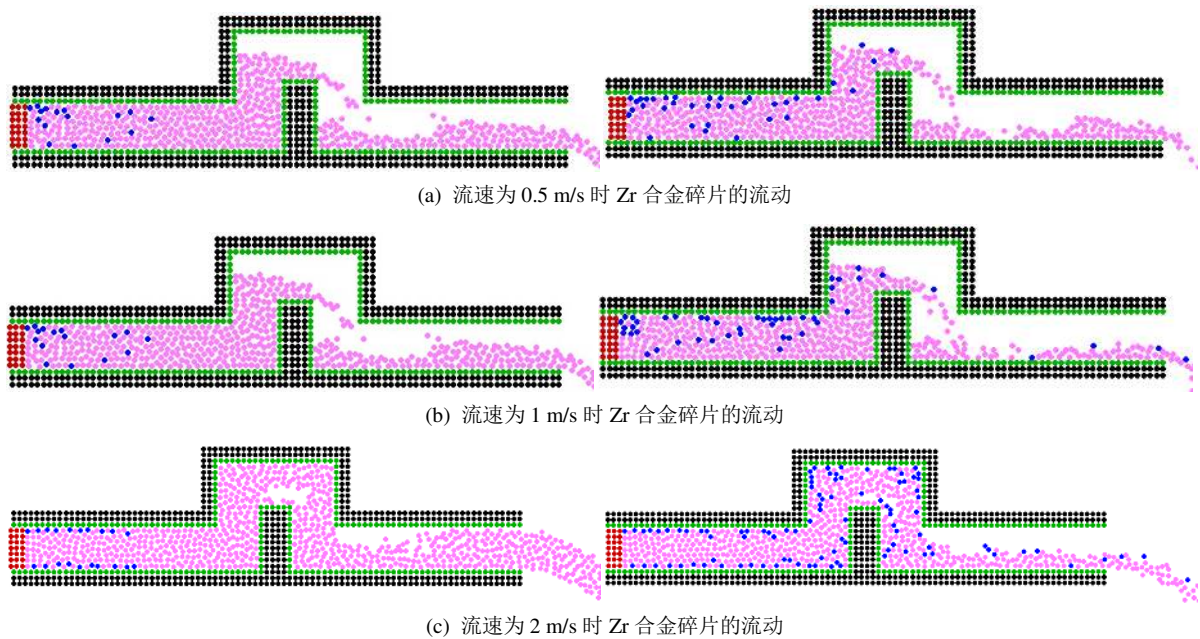 (a) 流速为 0.5 m/s 时 Zr 合金碎片的流动
(b) 流速为 1 m/s 时 Zr 合金碎片的流动
(c) 流速为 2 m/s 时 Zr 合金碎片的流动